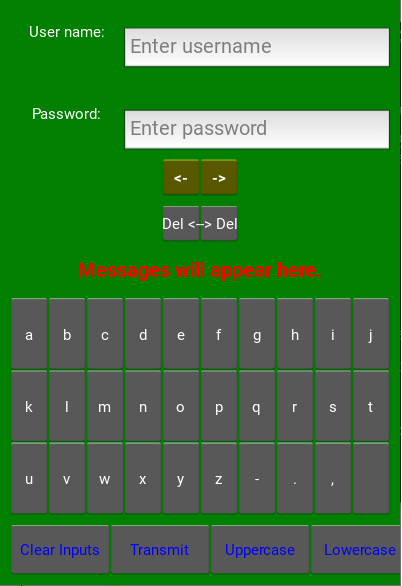 User name:
Enter username
Password:
Enter password
<- ->
Del <--> Del
Messages will appear here.
a b c d e f g h i j
k l m n o p q r s t
u v w x y z - . ,
Clear Inputs Transmit Uppercase Lowercase